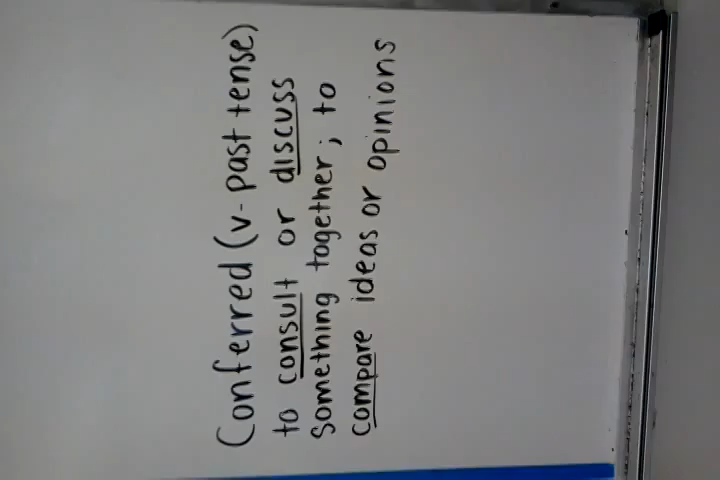 Conferred (v- past tense)
to consult or discuss
something together; to
compare ideas or opinions